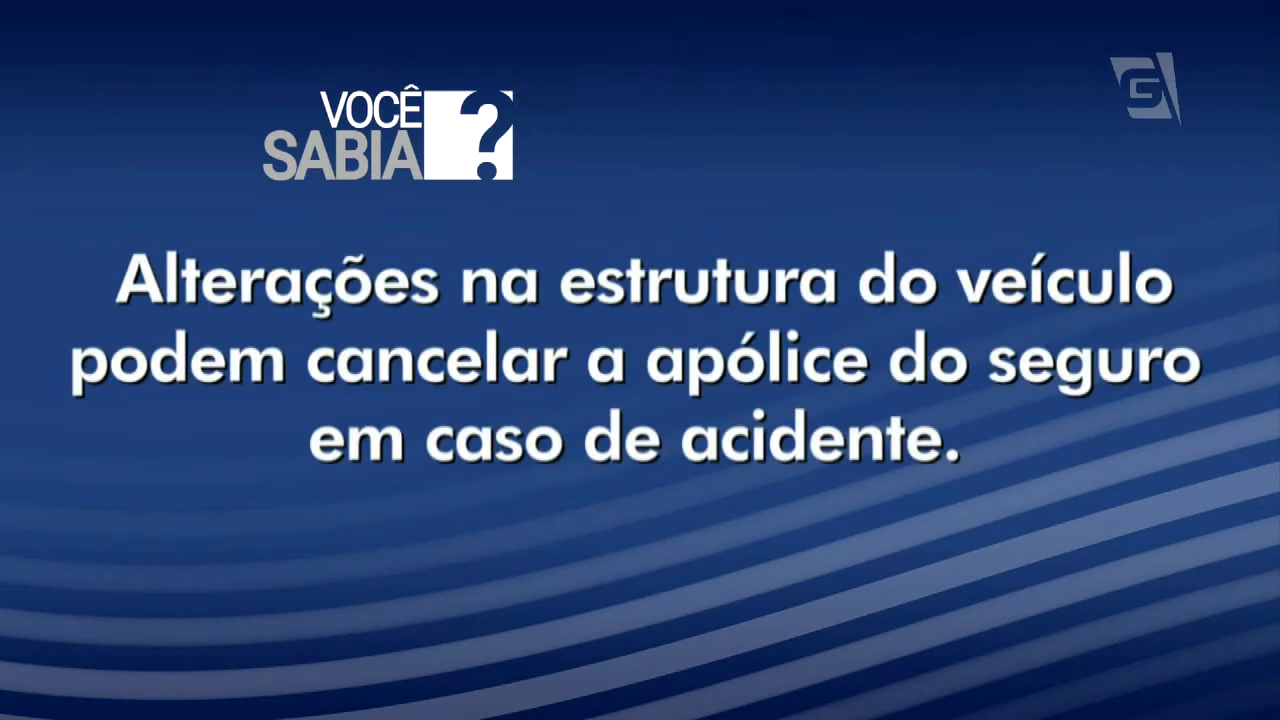 VOCÊ
SABIA ?
Alterações na estrutura do veículo
podem cancelar a apólice do seguro
em caso de acidente.